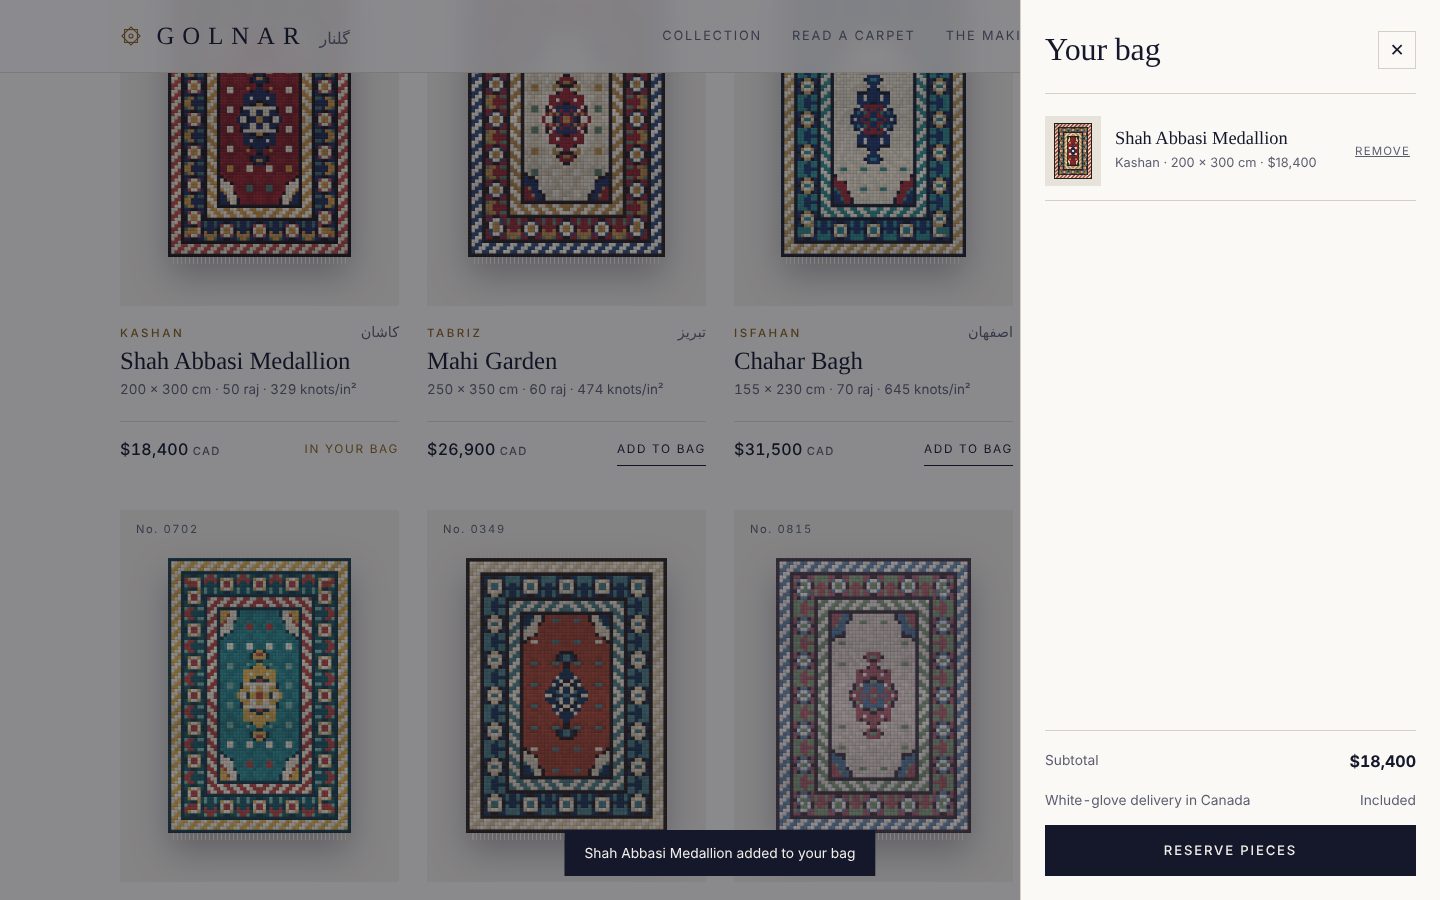 GOLNAR گلنار
COLLECTION READ A CARPET THE MAKI
KASHAN کاشان
Shah Abbasi Medallion
200 × 300 cm · 50 raj · 329 knots/in²
$18,400 CAD IN YOUR BAG
TABRIZ تبریز
Mahi Garden
250 × 350 cm · 60 raj · 474 knots/in²
$26,900 CAD ADD TO BAG
ISFAHAN اصفهان
Chahar Bagh
155 × 230 cm · 70 raj · 645 knots/in²
$31,500 CAD ADD TO BAG
No. 0702
No. 0349
No. 0815
Shah Abbasi Medallion added to your bag
Your bag ×
Shah Abbasi Medallion
Kashan · 200 × 300 cm · $18,400
REMOVE
Subtotal $18,400
White-glove delivery in Canada Included
RESERVE PIECES